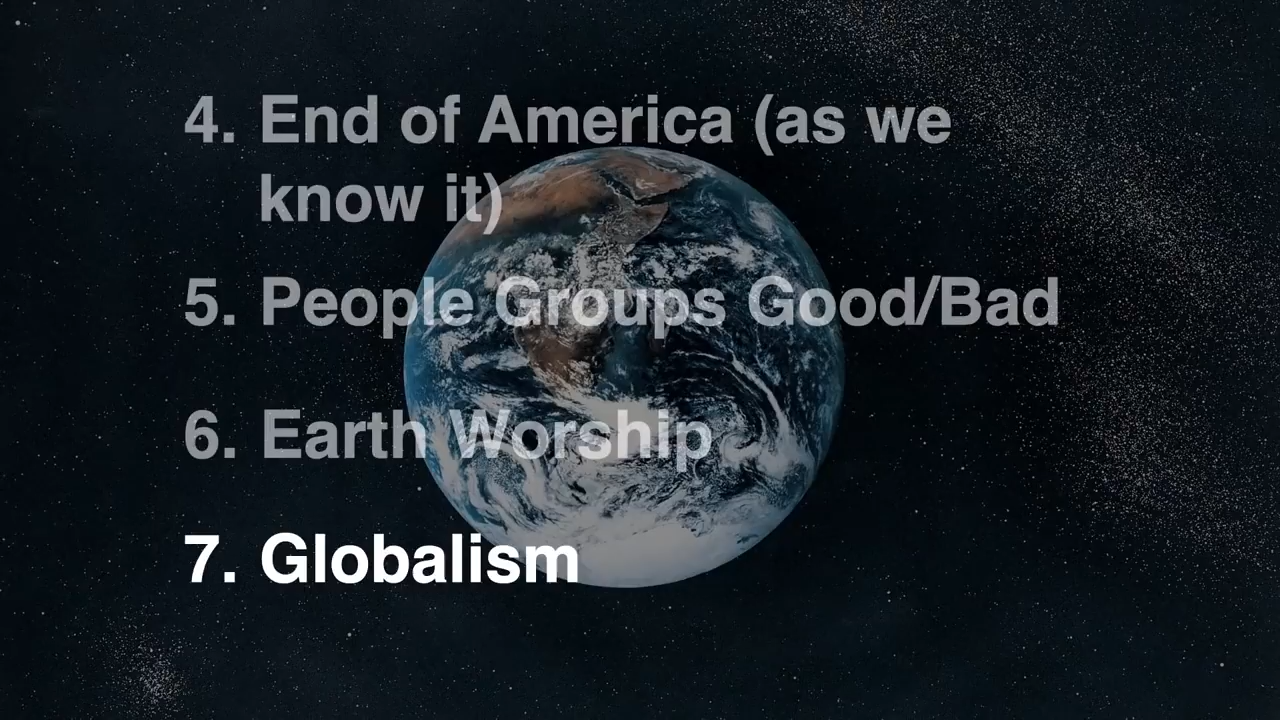 4. End of America (as we
know it)
5. People Groups Good/Bad
6. Earth Worship
7. Globalism